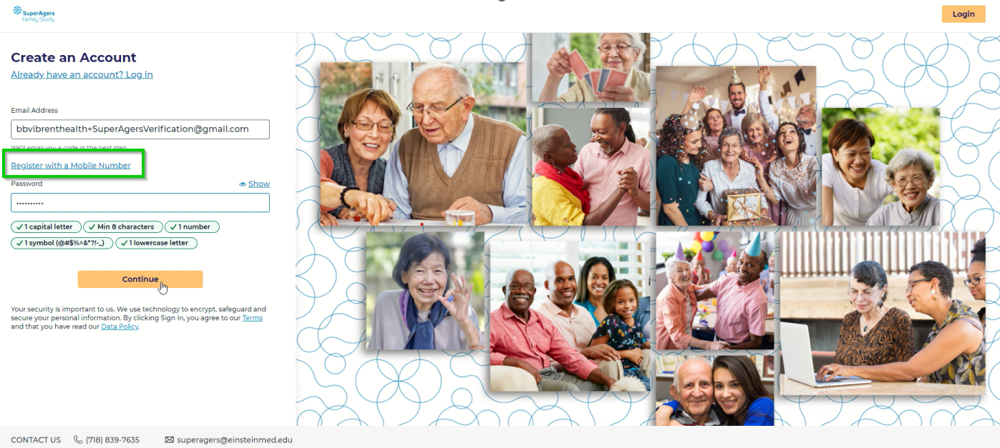 SuperAgers
Family Study
Login
Create an Account
Already have an account? Log in
Email Address
bbvibrenthealth+SuperAgersVerification@gmail.com
We'll email you a code in the next step
Register with a Mobile Number
Password
Show
1 capital letter
Min 8 characters
1 number
1 symbol (@#$%^&*?!-_)
1 lowercase letter
Continue
Your security is important to us. We use technology to encrypt, safeguard and
secure your personal information. By clicking Sign In, you agree to our Terms
and that you have read our Data Policy.
CONTACT US
(718) 839-7635
superagers@einsteinmed.edu